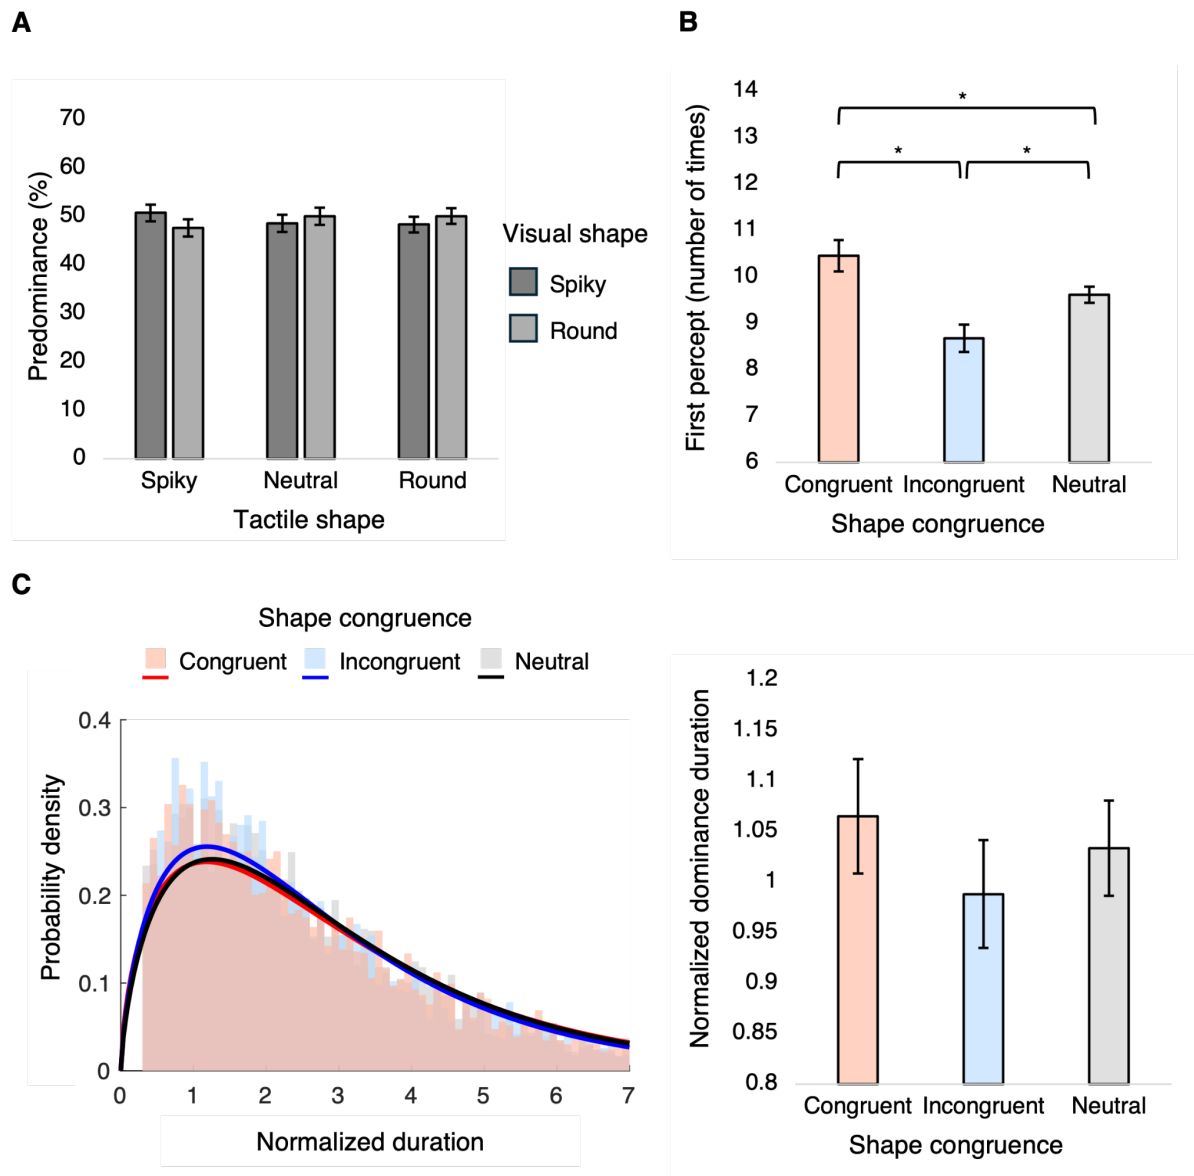 A
B
70
60
50
40
30
20
10
0
Predominance (%)
Spiky
Neutral
Round
Tactile shape
Visual shape
Spiky
Round
14
13
12
11
10
9
8
7
6
First percept (number of times)
*
*
*
Congruent
Incongruent
Neutral
Shape congruence
C
Shape congruence
Congruent
Incongruent
Neutral
0.4
0.3
0.2
0.1
0
Probability density
0
1
2
3
4
5
6
7
Normalized duration
1.2
1.15
1.1
1.05
1
0.95
0.9
0.85
0.8
Normalized dominance duration
Congruent
Incongruent
Neutral
Shape congruence